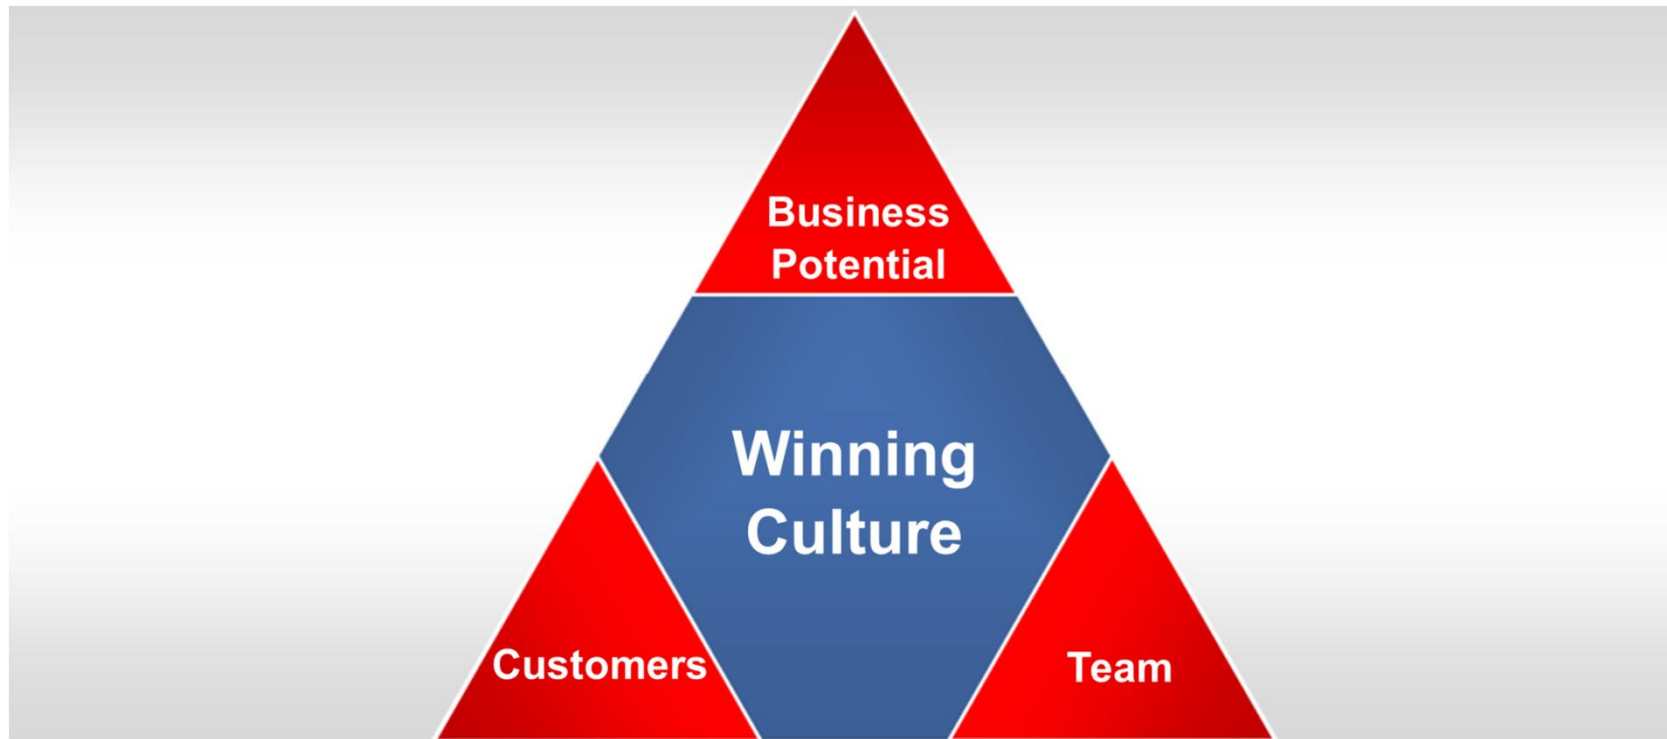 Business
Potential
Winning
Culture
Customers
Team